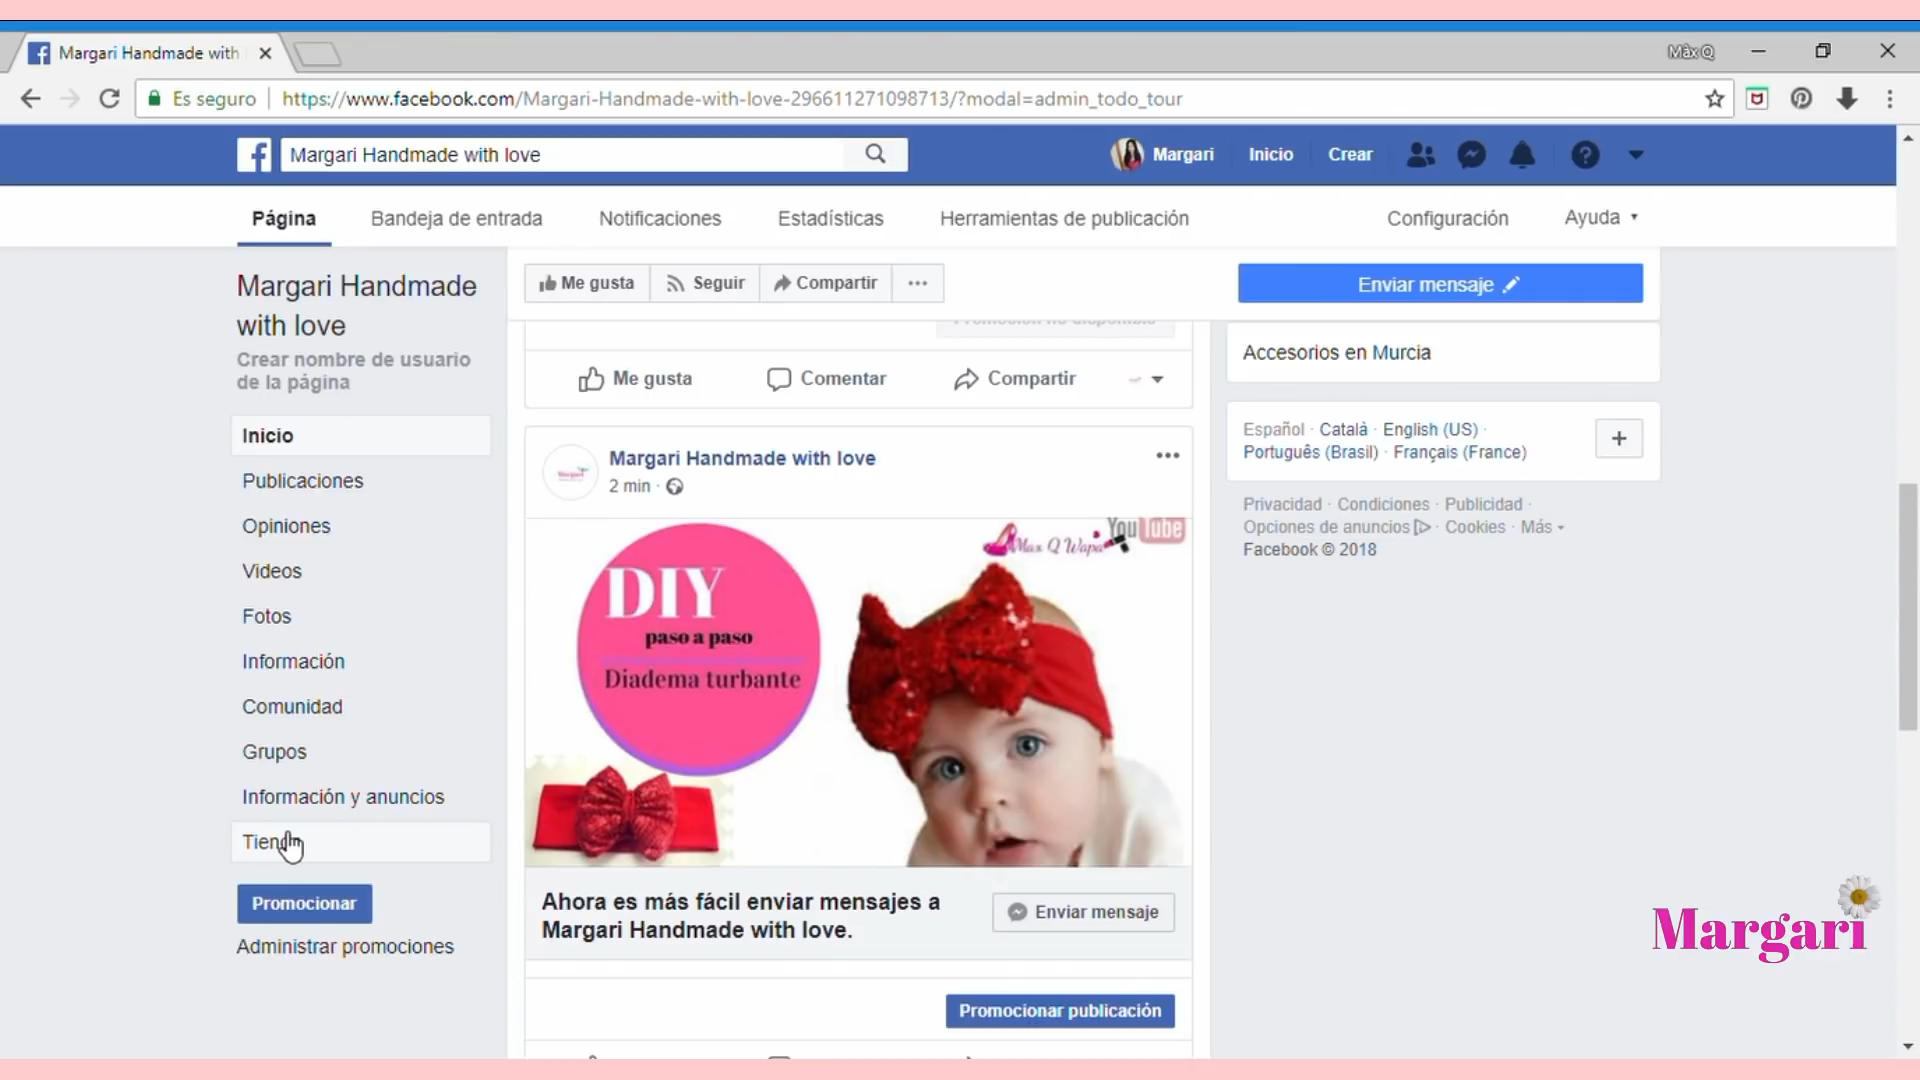 Margari Handmade with
Màx Q
Es seguro
https://www.facebook.com/Margari-Handmade-with-love-296611271098713/?modal=admin_todo_tour
Margari Handmade with love
Margari
Inicio
Crear
Página
Bandeja de entrada
Notificaciones
Estadísticas
Herramientas de publicación
Configuración
Ayuda
Margari Handmade
with love
Crear nombre de usuario
de la página
Inicio
Publicaciones
Opiniones
Videos
Fotos
Información
Comunidad
Grupos
Información y anuncios
Tienda
Promocionar
Administrar promociones
Me gusta
Seguir
Compartir
Enviar mensaje
Promoción no disponible
Me gusta
Comentar
Compartir
Margari Handmade with love
2 min ·
Max Q Wapa
YouTube
DIY
paso a paso
Diadema turbante
Ahora es más fácil enviar mensajes a
Margari Handmade with love.
Enviar mensaje
Promocionar publicación
Accesorios en Murcia
Español · Català · English (US) ·
Português (Brasil) · Français (France)
Privacidad · Condiciones · Publicidad ·
Opciones de anuncios · Cookies · Más
Facebook © 2018
Margari